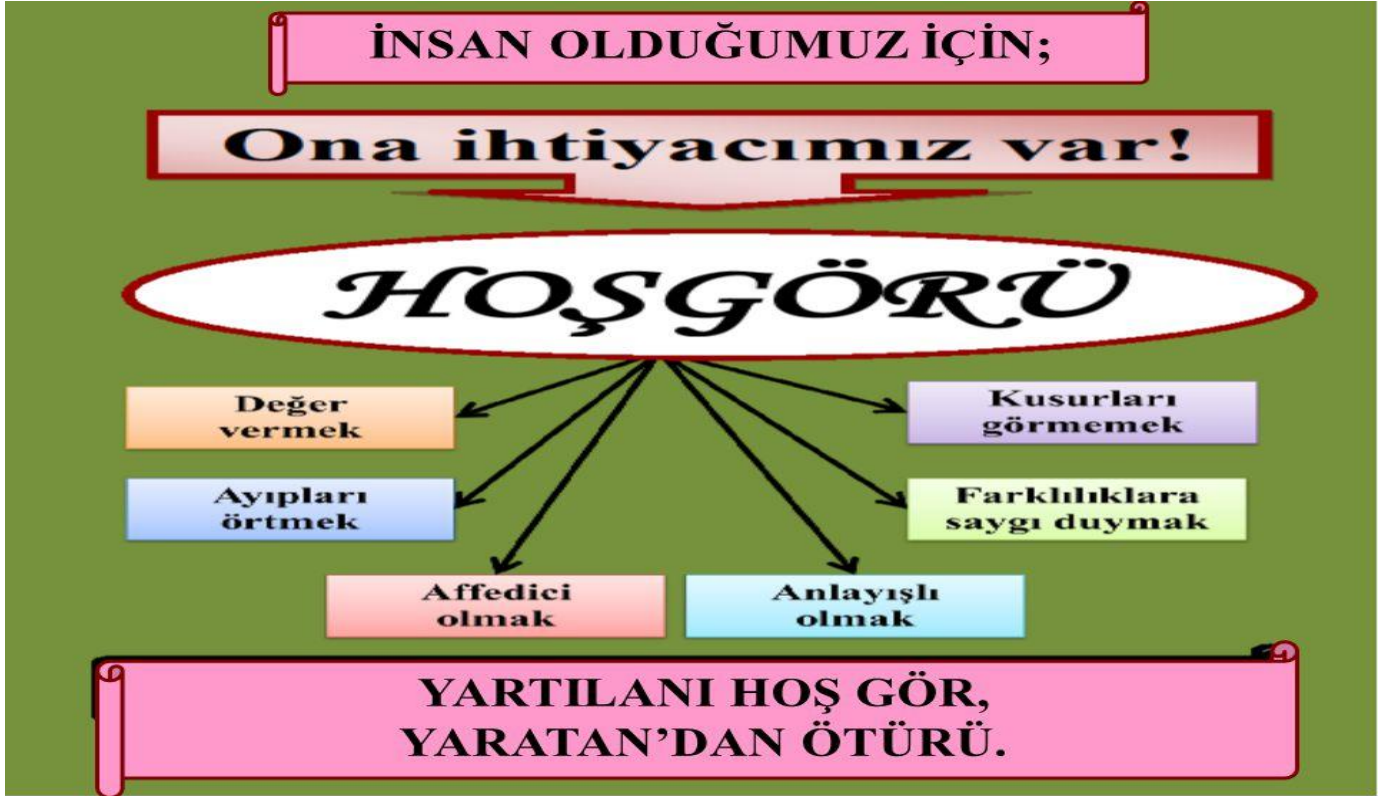 İNSAN OLDUĞUMUZ İÇİN;
Ona ihtiyacımız var!
HOŞGÖRÜ
Değer
vermek
Kusurları
görmemek
Ayıpları
örtmek
Farklılıklara
saygı duymak
Affedici
olmak
Anlayışlı
olmak
YARTILANI HOŞ GÖR,
YARATAN’DAN ÖTÜRÜ.